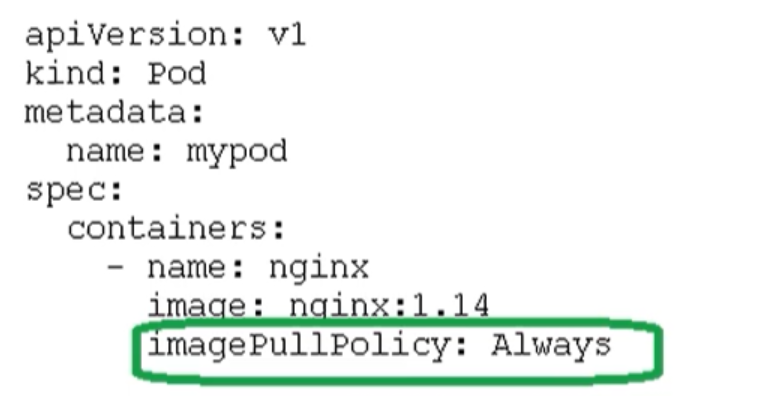 apiVersion: v1
kind: Pod
metadata:
  name: mypod
spec:
  containers:
    - name: nginx
      image: nginx:1.14
      imagePullPolicy: Always